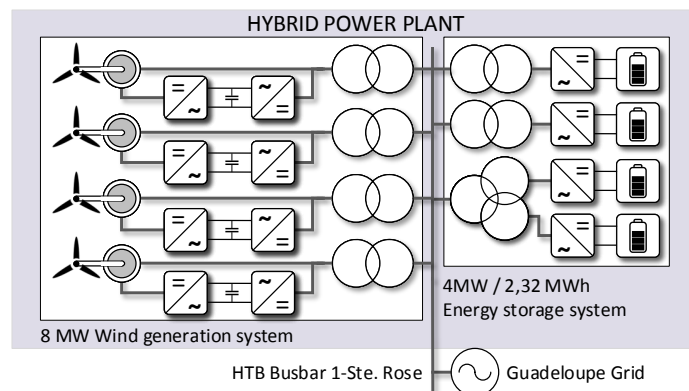 HYBRID POWER PLANT
4MW / 2,32 MWh
Energy storage system
8 MW Wind generation system
HTB Busbar 1-Ste. Rose
Guadeloupe Grid